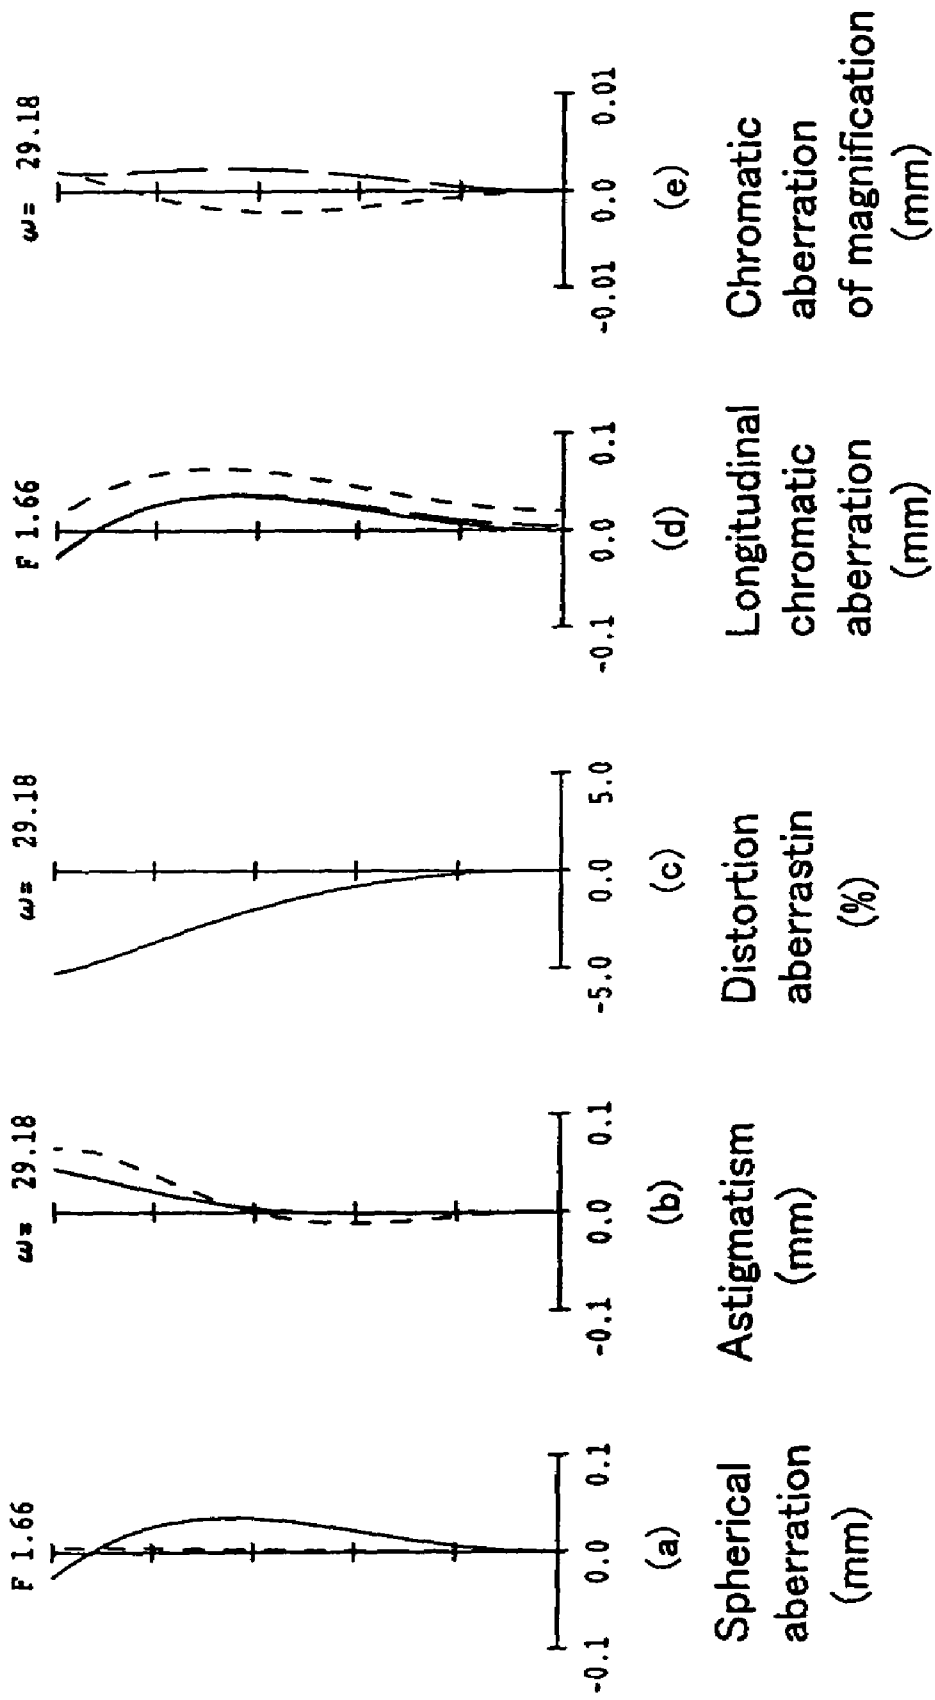 F 1.66
-0.1 0.0 0.1
(a)
Spherical
aberration
(mm)
ω= 29.18
-0.1 0.0 0.1
(b)
Astigmatism
(mm)
ω= 29.18
-5.0 0.0 5.0
(c)
Distortion
aberrastin
(%)
F 1.66
-0.1 0.0 0.1
(d)
Longitudinal
chromatic
aberration
(mm)
ω= 29.18
-0.01 0.0 0.01
(e)
Chromatic
aberration
of magnification
(mm)